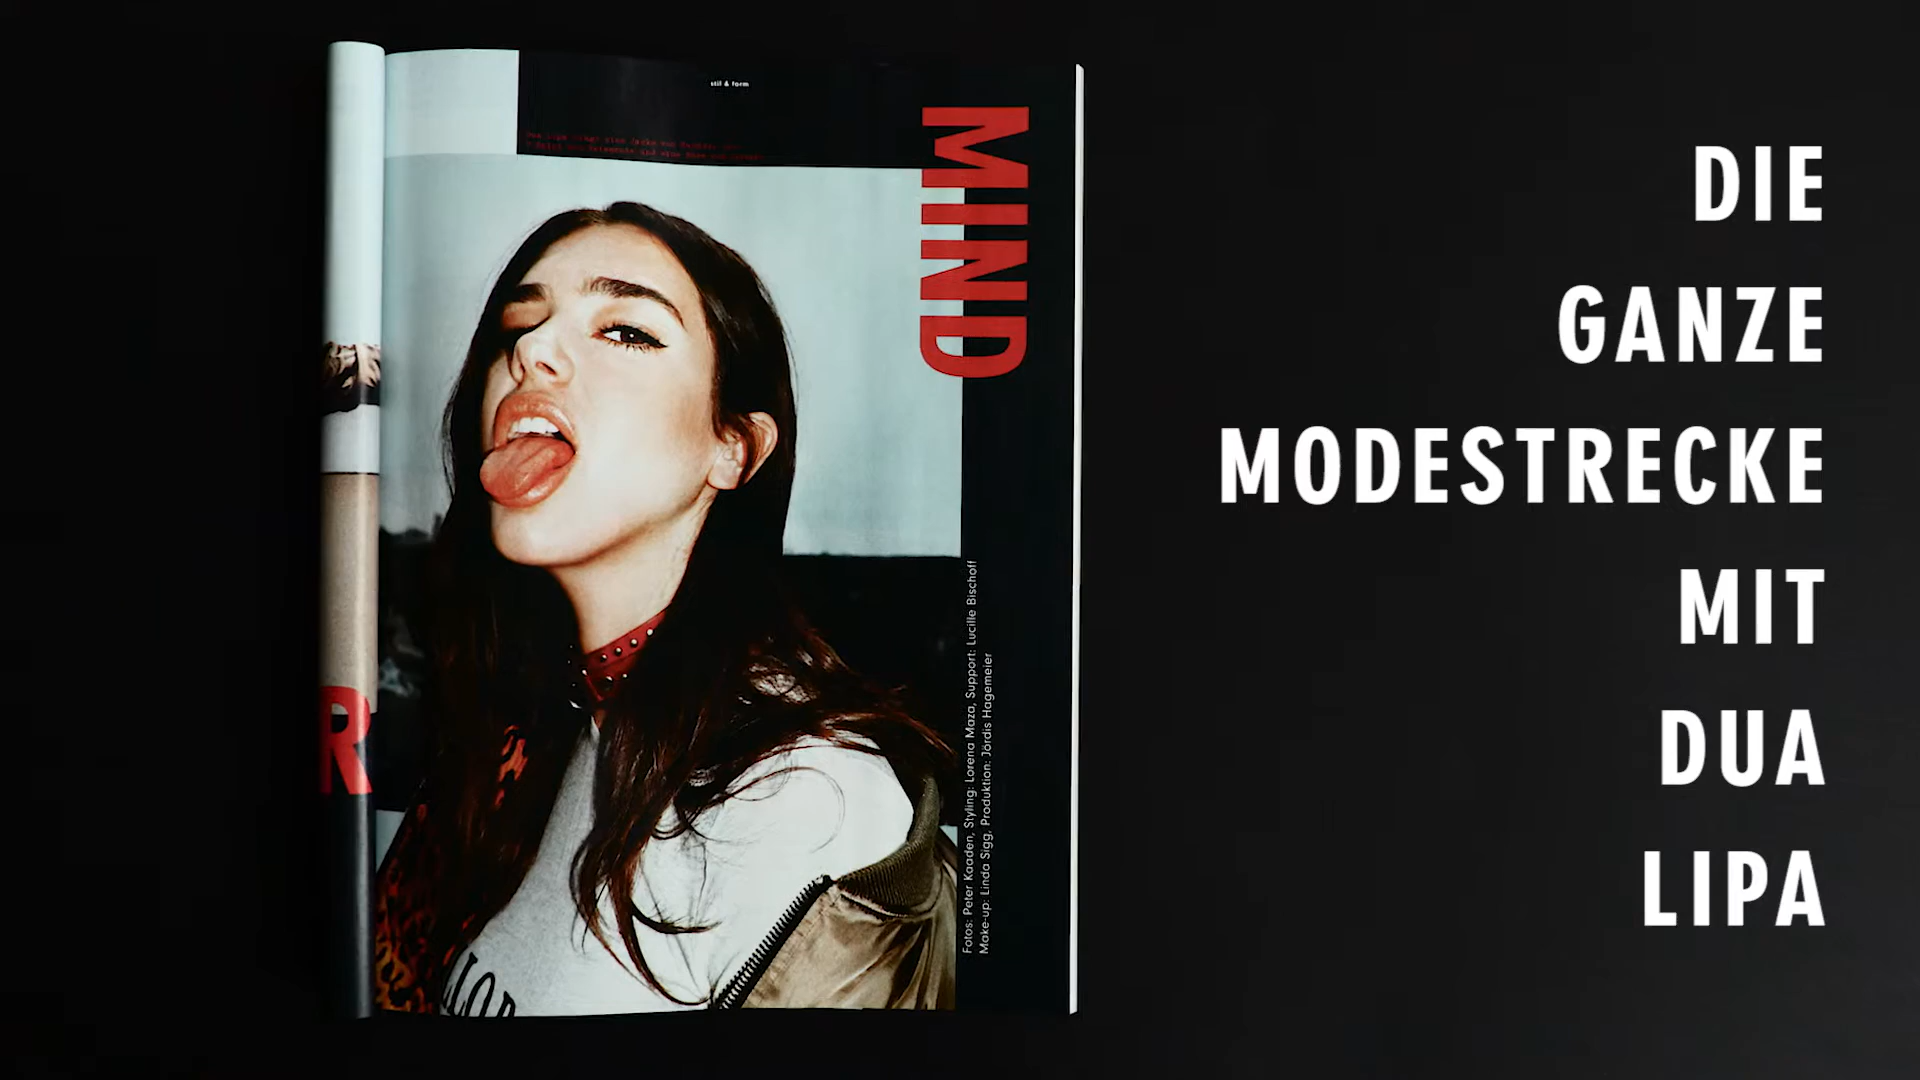 stil & form
MIND
R
Fotos: Peter Kaaden, Styling: Lorena Maza, Support: Lucille Bischoff
Make-up: Linda Sigg, Produktion: Jördis Hagemeier
DIE
GANZE
MODESTRECKE
MIT
DUA
LIPA